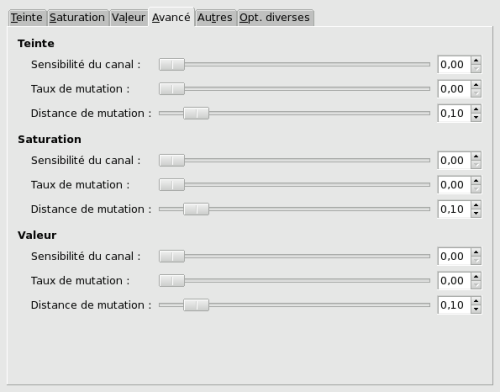 Teinte Saturation Valeur Avancé Autres Opt. diverses
Teinte
Sensibilité du canal : 0,00
Taux de mutation : 0,00
Distance de mutation : 0,10
Saturation
Sensibilité du canal : 0,00
Taux de mutation : 0,00
Distance de mutation : 0,10
Valeur
Sensibilité du canal : 0,00
Taux de mutation : 0,00
Distance de mutation : 0,10